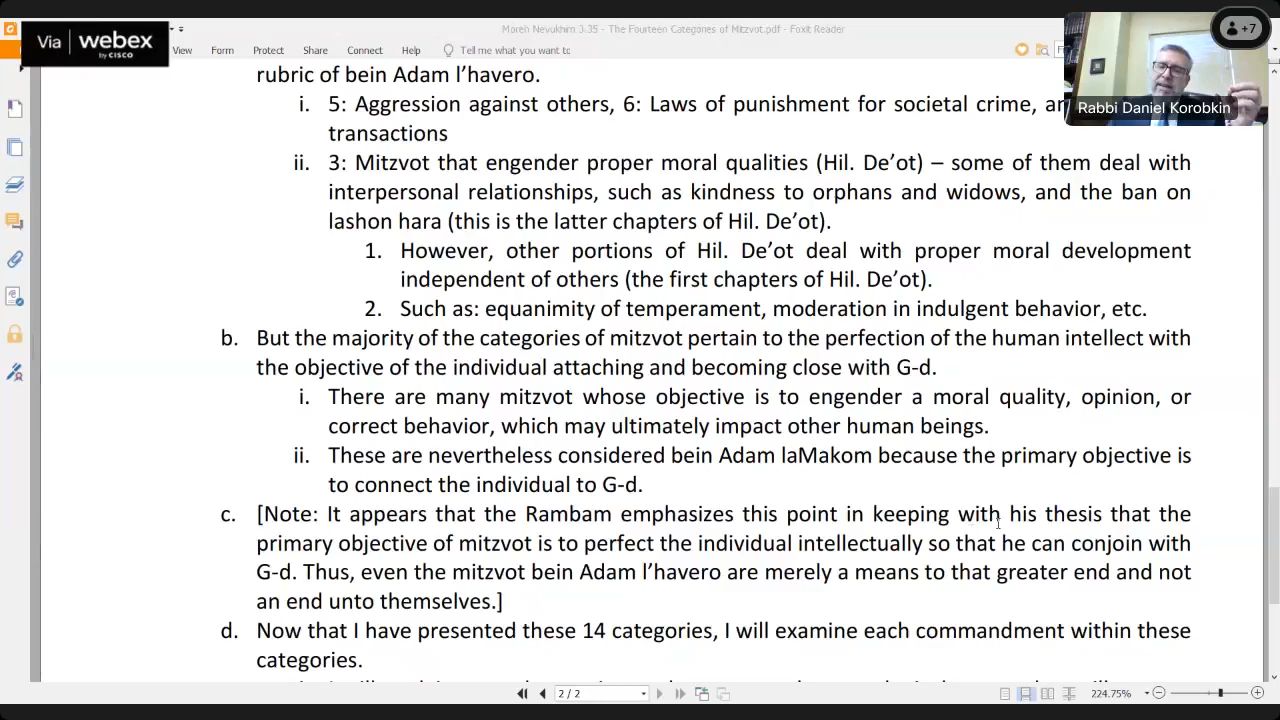 Moreh Nevukhim 3.35 - The Fourteen Categories of Mitzvot.pdf - Foxit Reader
Via webex
by CISCO
+7
View Form Protect Share Connect Help Tell me what you want to
Rabbi Daniel Korobkin
rubric of bein Adam l’havero.
i. 5: Aggression against others, 6: Laws of punishment for societal crime,
transactions
ii. 3: Mitzvot that engender proper moral qualities (Hil. De’ot) – some of them deal with
interpersonal relationships, such as kindness to orphans and widows, and the ban on
lashon hara (this is the latter chapters of Hil. De’ot).
1. However, other portions of Hil. De’ot deal with proper moral development
independent of others (the first chapters of Hil. De’ot).
2. Such as: equanimity of temperament, moderation in indulgent behavior, etc.
b. But the majority of the categories of mitzvot pertain to the perfection of the human intellect with
the objective of the individual attaching and becoming close with G-d.
i. There are many mitzvot whose objective is to engender a moral quality, opinion, or
correct behavior, which may ultimately impact other human beings.
ii. These are nevertheless considered bein Adam laMakom because the primary objective is
to connect the individual to G-d.
c. [Note: It appears that the Rambam emphasizes this point in keeping with his thesis that the
primary objective of mitzvot is to perfect the individual intellectually so that he can conjoin with
G-d. Thus, even the mitzvot bein Adam l’havero are merely a means to that greater end and not
an end unto themselves.]
d. Now that I have presented these 14 categories, I will examine each commandment within these
categories.
2 / 2
224.75%